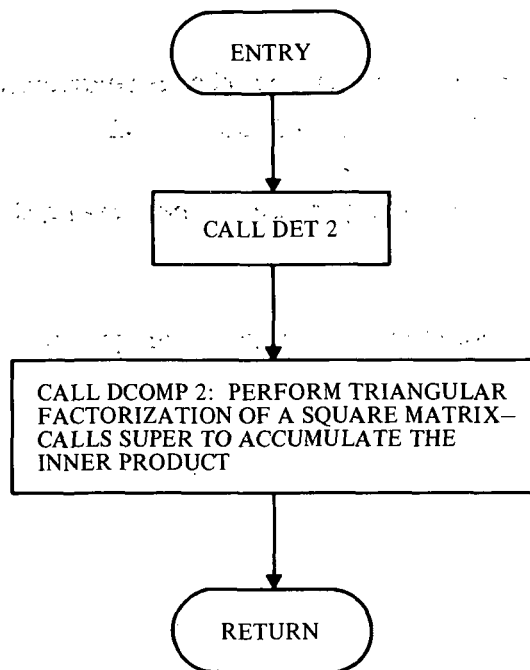 ENTRY
CALL DET 2
CALL DCOMP 2: PERFORM TRIANGULAR
FACTORIZATION OF A SQUARE MATRIX—
CALLS SUPER TO ACCUMULATE THE
INNER PRODUCT
RETURN